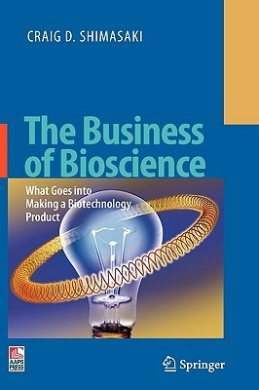 CRAIG D. SHIMASAKI
The Business
of Bioscience
What Goes into
Making a Biotechnology
Product
AAPS
PRESS
Springer